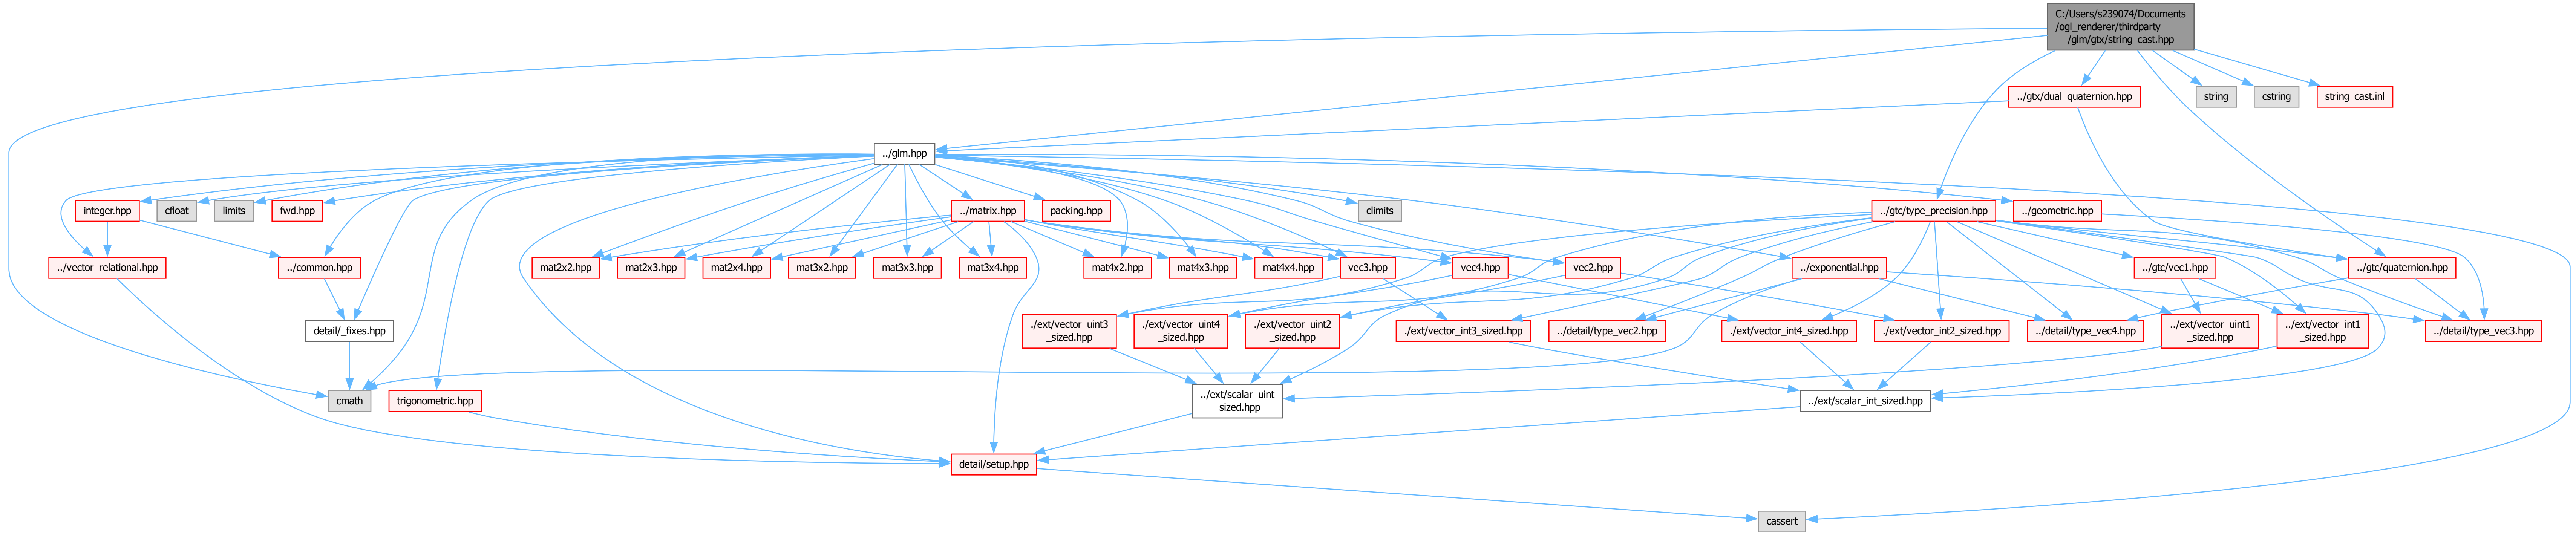 C:/Users/s239074/Documents
/ogl_renderer/thirdparty
/glm/gtx/string_cast.hpp
../gtx/dual_quaternion.hpp
string
cstring
string_cast.inl
../glm.hpp
integer.hpp
cfloat
limits
fwd.hpp
../matrix.hpp
packing.hpp
climits
../gtc/type_precision.hpp
../geometric.hpp
../vector_relational.hpp
../common.hpp
mat2x2.hpp
mat2x3.hpp
mat2x4.hpp
mat3x2.hpp
mat3x3.hpp
mat3x4.hpp
mat4x2.hpp
mat4x3.hpp
mat4x4.hpp
vec3.hpp
vec4.hpp
vec2.hpp
../exponential.hpp
../gtc/vec1.hpp
../gtc/quaternion.hpp
detail/_fixes.hpp
./ext/vector_uint3
_sized.hpp
./ext/vector_uint4
_sized.hpp
./ext/vector_uint2
_sized.hpp
./ext/vector_int3_sized.hpp
../detail/type_vec2.hpp
./ext/vector_int4_sized.hpp
./ext/vector_int2_sized.hpp
../detail/type_vec4.hpp
../ext/vector_uint1
_sized.hpp
../ext/vector_int1
_sized.hpp
../detail/type_vec3.hpp
cmath
trigonometric.hpp
../ext/scalar_uint
_sized.hpp
../ext/scalar_int_sized.hpp
detail/setup.hpp
cassert